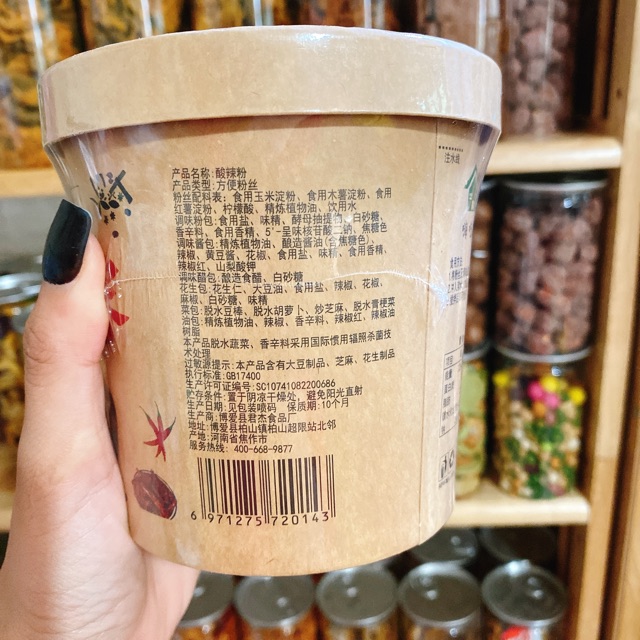 产品名称: 酸辣粉
产品类型: 方便粉丝
粉丝配料表: 食用玉米淀粉、食用木薯淀粉、食用
红薯淀粉、柠檬酸、精炼植物油、饮用水
调味粉包: 食用盐、味精、酵母抽提物、白砂糖、
香辛料、食用香精、5'-呈味核苷酸二钠、焦糖色
调味酱包: 精炼植物油、酿造酱油(含焦糖色)、
辣椒、黄豆酱、花椒、食用盐、味精、食用香精、
辣椒红、山梨酸钾
调味醋包: 酿造食醋、白砂糖
花生包: 花生仁、大豆油、食用盐、辣椒、花椒、
麻椒、白砂糖、味精
菜包: 脱水豆棒、脱水胡萝卜、炒芝麻、脱水青梗菜
油包: 精炼植物油、辣椒、香辛料、辣椒红、辣椒油
树脂
本产品脱水蔬菜、香辛料采用国际惯用辐照杀菌技
术处理
过敏源提示: 本产品含有大豆制品、芝麻、花生制品
执行标准: GB17400
生产许可证编号: SC10741082200686
贮存条件: 置于阴凉干燥处, 避免阳光直射
生产日期: 见包装喷码 保质期: 10个月
生产商: 博爱县君杰食品厂
地址: 博爱县柏山镇柏山超限站北邻
产地: 河南省焦作市
服务热线: 400-668-9877
6 971275 720143
(注水线